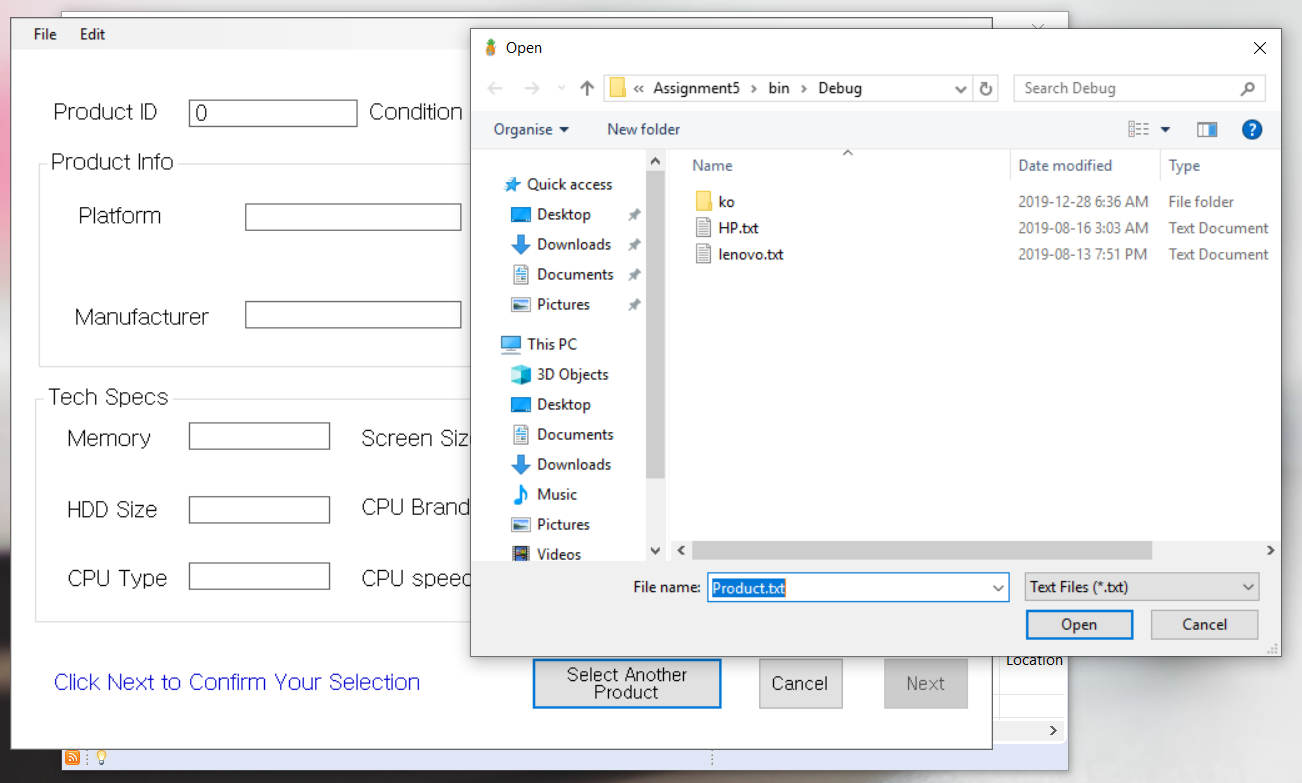 File Edit
Product ID 0 Condition
Product Info
Platform
Manufacturer
Tech Specs
Memory Screen Siz
HDD Size CPU Brand
CPU Type CPU speed
Click Next to Confirm Your Selection
Select Another
Product
Cancel
Next
Location
Open
« Assignment5 > bin > Debug
Search Debug
Organise New folder
Quick access
Desktop
Downloads
Documents
Pictures
This PC
3D Objects
Desktop
Documents
Downloads
Music
Pictures
Videos
Name Date modified Type
ko 2019-12-28 6:36 AM File folder
HP.txt 2019-08-16 3:03 AM Text Document
lenovo.txt 2019-08-13 7:51 PM Text Document
File name: Product.txt Text Files (*.txt)
Open Cancel